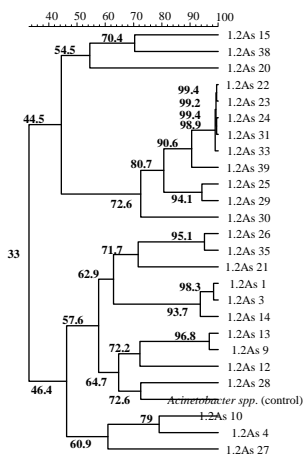 40 60 80 100
70.4 1.2As 15
54.5 1.2As 38
1.2As 20
99.4 1.2As 22
99.2 1.2As 23
44.5 99.4 1.2As 24
98.9 1.2As 31
90.6 1.2As 33
80.7 1.2As 39
1.2As 25
72.6 94.1 1.2As 29
1.2As 30
95.1 1.2As 26
33 71.7 1.2As 35
62.9 1.2As 21
98.3 1.2As 1
93.7 1.2As 3
57.6 1.2As 14
96.8 1.2As 13
72.2 1.2As 9
64.7 1.2As 12
46.4 72.6 1.2As 28
Acinetobacter spp. (control)
79 1.2As 10
60.9 1.2As 4
1.2As 27